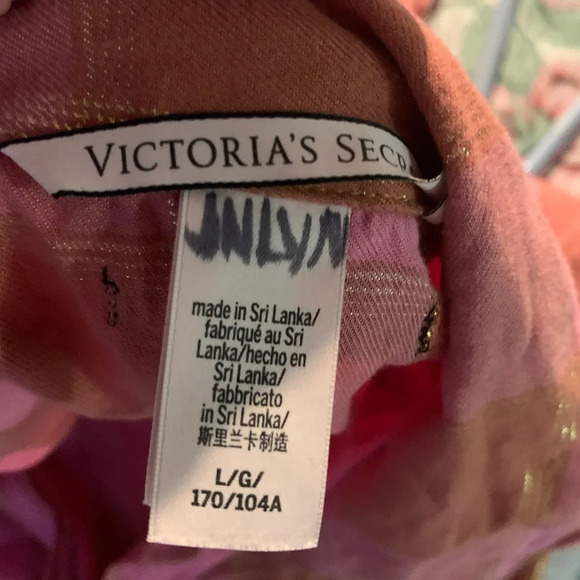 VICTORIA'S SEC
JNLYN
made in Sri Lanka/
fabriqué au Sri
Lanka/hecho en
Sri Lanka/
fabbricato
in Sri Lanka/
斯里兰卡制造
L/G/
170/104A